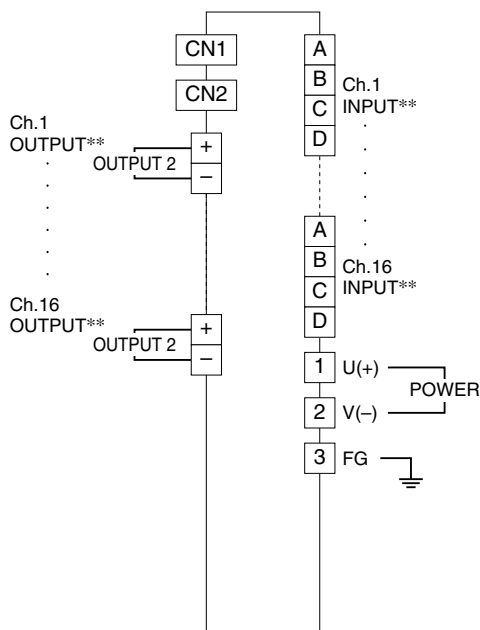 CN1
CN2
Ch.1
OUTPUT**
OUTPUT 2
+
–
Ch.16
OUTPUT**
OUTPUT 2
+
–
A
B
C
D
Ch.1
INPUT**
A
B
C
D
Ch.16
INPUT**
1 U(+)
POWER
2 V(–)
3 FG